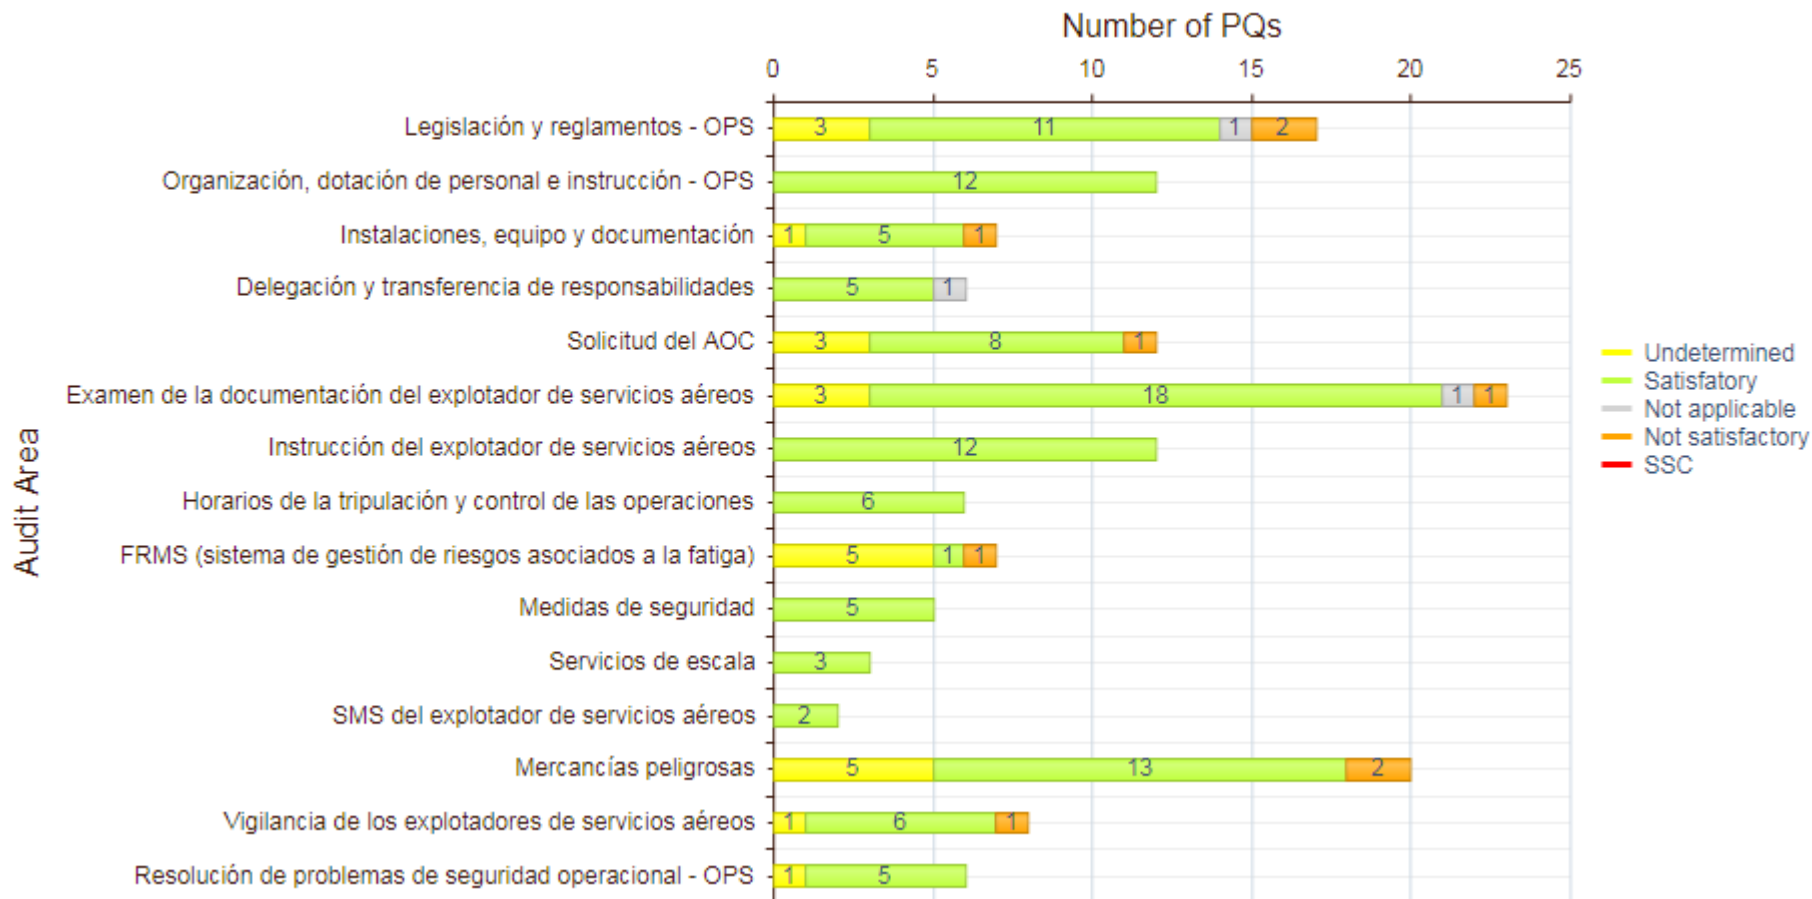 Number of PQs
0 5 10 15 20 25
Legislación y reglamentos - OPS 3 11 1 2
Organización, dotación de personal e instrucción - OPS 12
Instalaciones, equipo y documentación 1 5 1
Delegación y transferencia de responsabilidades 5 1
Solicitud del AOC 3 8 1
Examen de la documentación del explotador de servicios aéreos 3 18 1 1
Instrucción del explotador de servicios aéreos 12
Horarios de la tripulación y control de las operaciones 6
FRMS (sistema de gestión de riesgos asociados a la fatiga) 5 1 1
Medidas de seguridad 5
Servicios de escala 3
SMS del explotador de servicios aéreos 2
Mercancías peligrosas 5 13 2
Vigilancia de los explotadores de servicios aéreos 1 6 1
Resolución de problemas de seguridad operacional - OPS 1 5
Audit Area
Undetermined
Satisfatory
Not applicable
Not satisfactory
SSC